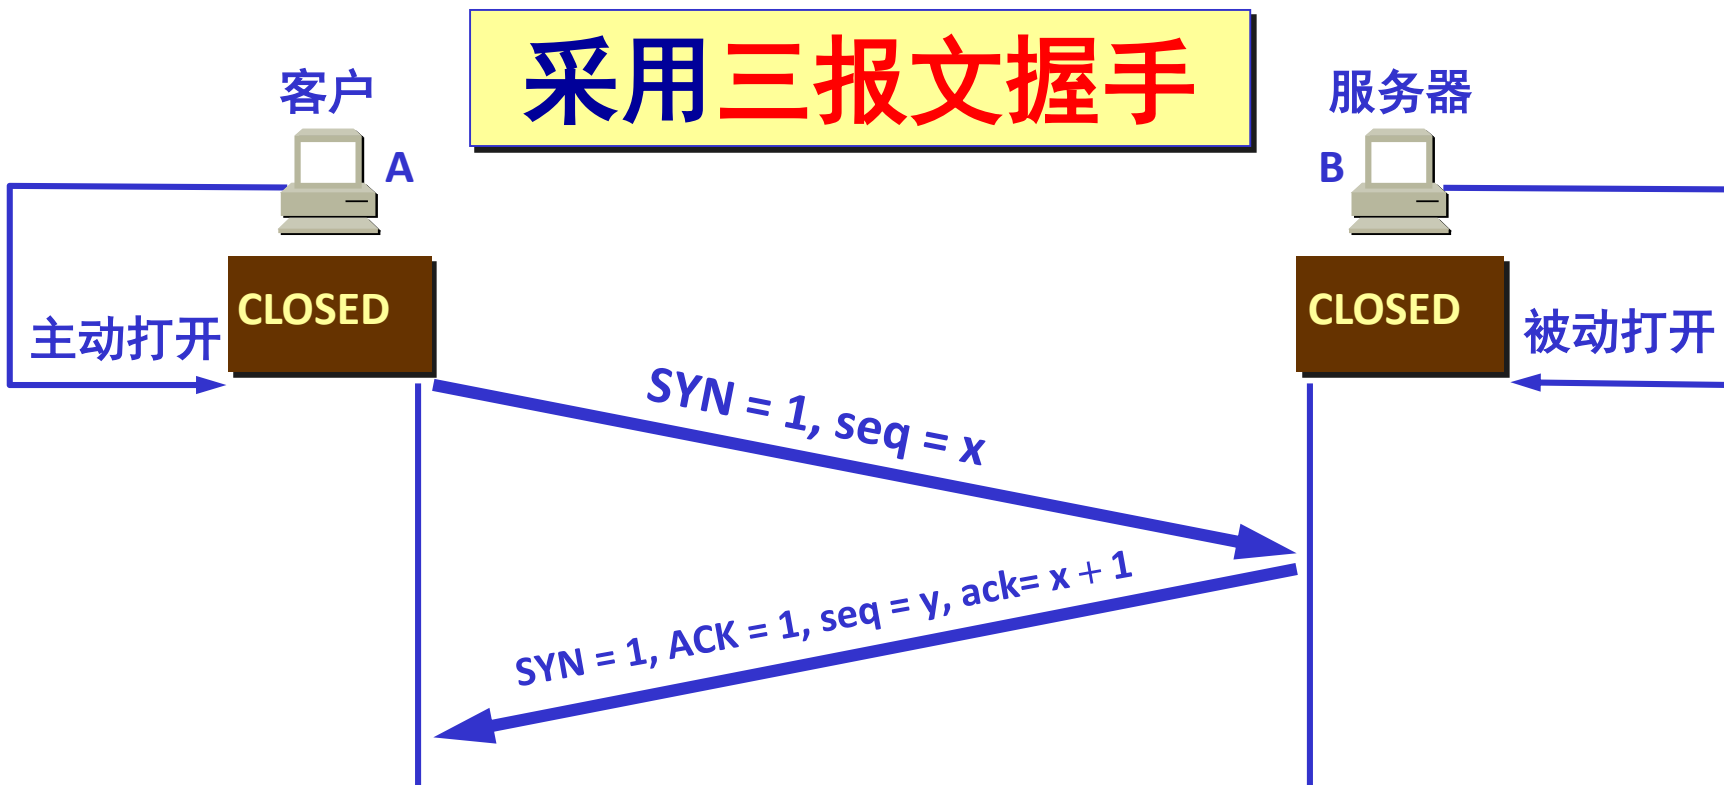 采用三报文握手
客户
服务器
A
B
CLOSED
CLOSED
主动打开
被动打开
SYN = 1, seq = x
SYN = 1, ACK = 1, seq = y, ack= x + 1